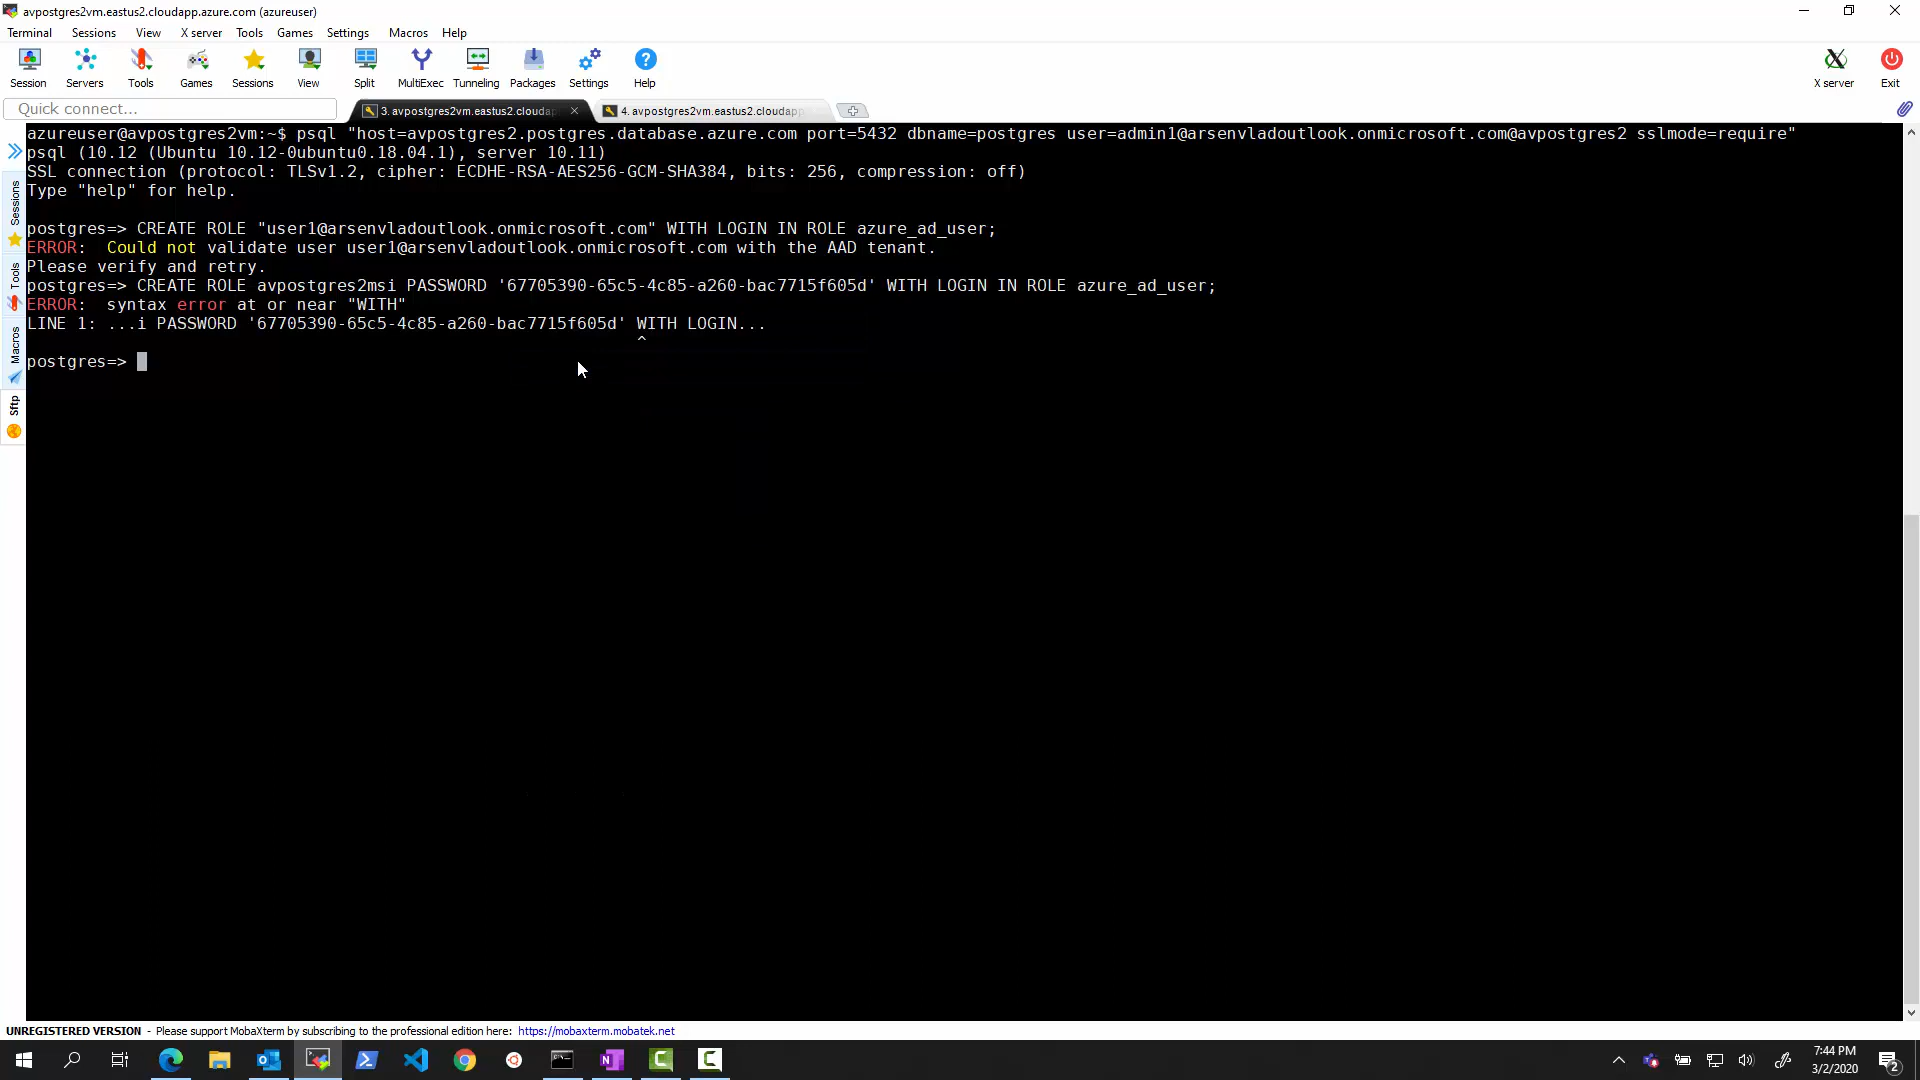 avpostgres2vm.eastus2.cloudapp.azure.com (azureuser)
Terminal Sessions View X server Tools Games Settings Macros Help
Session Servers Tools Games Sessions View Split MultiExec Tunneling Packages Settings Help X server Exit
Quick connect...
3. avpostgres2vm.eastus2.cloudap
4. avpostgres2vm.eastus2.cloudapp
azureuser@avpostgres2vm:~$ psql "host=avpostgres2.postgres.database.azure.com port=5432 dbname=postgres user=admin1@arsenvladoutlook.onmicrosoft.com@avpostgres2 sslmode=require"
psql (10.12 (Ubuntu 10.12-0ubuntu0.18.04.1), server 10.11)
SSL connection (protocol: TLSv1.2, cipher: ECDHE-RSA-AES256-GCM-SHA384, bits: 256, compression: off)
Type "help" for help.
postgres=> CREATE ROLE "user1@arsenvladoutlook.onmicrosoft.com" WITH LOGIN IN ROLE azure_ad_user;
ERROR:  Could not validate user user1@arsenvladoutlook.onmicrosoft.com with the AAD tenant.
Please verify and retry.
postgres=> CREATE ROLE avpostgres2msi PASSWORD '67705390-65c5-4c85-a260-bac7715f605d' WITH LOGIN IN ROLE azure_ad_user;
ERROR:  syntax error at or near "WITH"
LINE 1: ...i PASSWORD '67705390-65c5-4c85-a260-bac7715f605d' WITH LOGIN...
^
postgres=>
Sessions
Tools
Macros
Sftp
UNREGISTERED VERSION - Please support MobaXterm by subscribing to the professional edition here: https://mobaxterm.mobatek.net
7:44 PM
3/2/2020
2